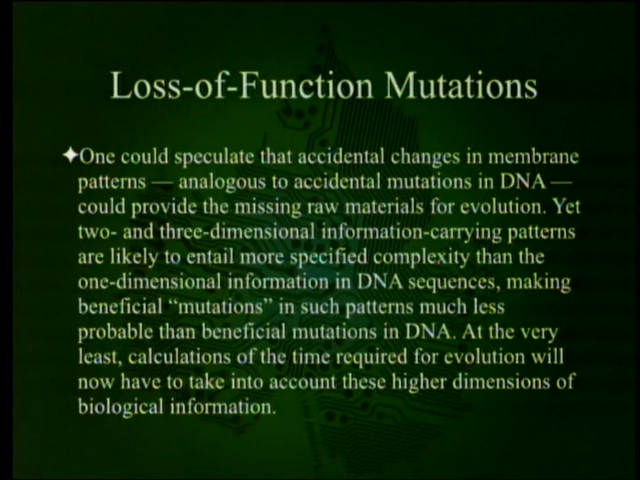 Loss-of-Function Mutations
One could speculate that accidental changes in membrane
patterns — analogous to accidental mutations in DNA —
could provide the missing raw materials for evolution. Yet
two- and three-dimensional information-carrying patterns
are likely to entail more specified complexity than the
one-dimensional information in DNA sequences, making
beneficial “mutations” in such patterns much less
probable than beneficial mutations in DNA. At the very
least, calculations of the time required for evolution will
now have to take into account these higher dimensions of
biological information.